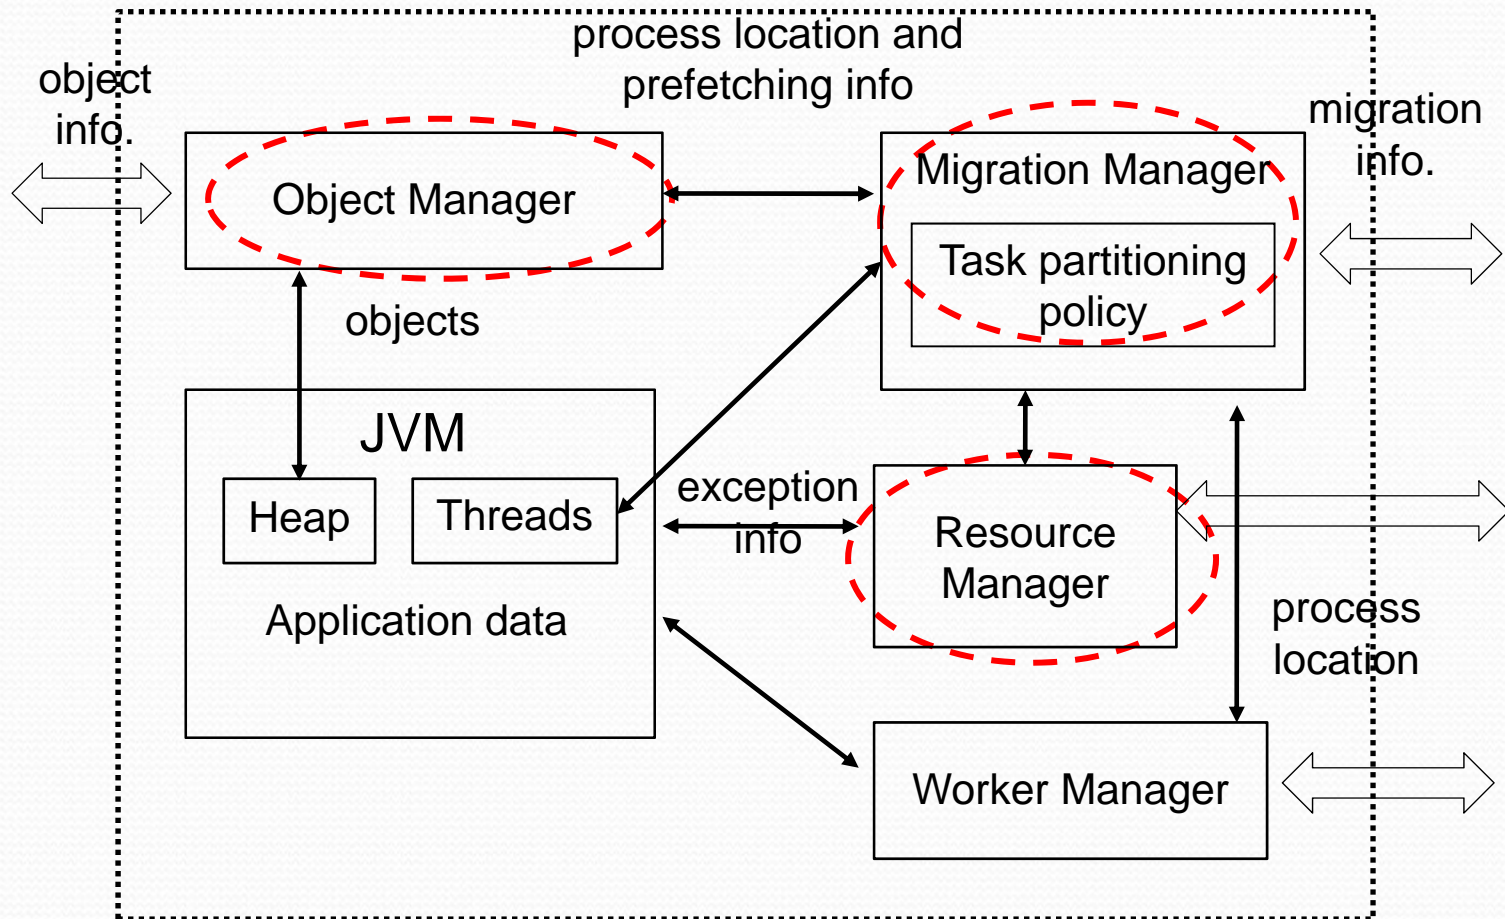 process location and
prefetching info
object
info.
migration
info.
Object Manager
Migration Manager
Task partitioning
policy
objects
JVM
Heap
Threads
Application data
exception
info
Resource
Manager
process
location
Worker Manager